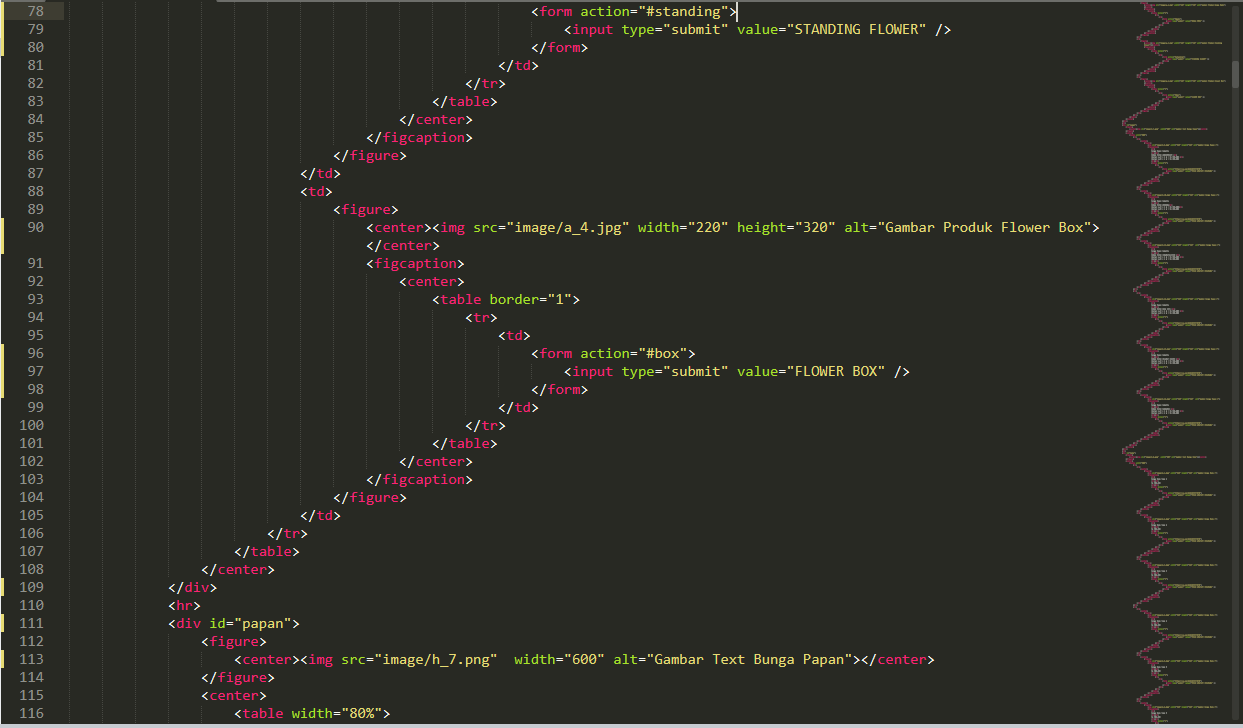 78 <form action="#standing">
79 <input type="submit" value="STANDING FLOWER" />
80 </form>
81 </td>
82 </tr>
83 </table>
84 </center>
85 </figcaption>
86 </figure>
87 </td>
88 <td>
89 <figure>
90 <center><img src="image/a_4.jpg" width="220" height="320" alt="Gambar Produk Flower Box">
</center>
91 <figcaption>
92 <center>
93 <table border="1">
94 <tr>
95 <td>
96 <form action="#box">
97 <input type="submit" value="FLOWER BOX" />
98 </form>
99 </td>
100 </tr>
101 </table>
102 </center>
103 </figcaption>
104 </figure>
105 </td>
106 </tr>
107 </table>
108 </center>
109 </div>
110 <hr>
111 <div id="papan">
112 <figure>
113 <center><img src="image/h_7.png"  width="600" alt="Gambar Text Bunga Papan"></center>
114 </figure>
115 <center>
116 <table width="80%">